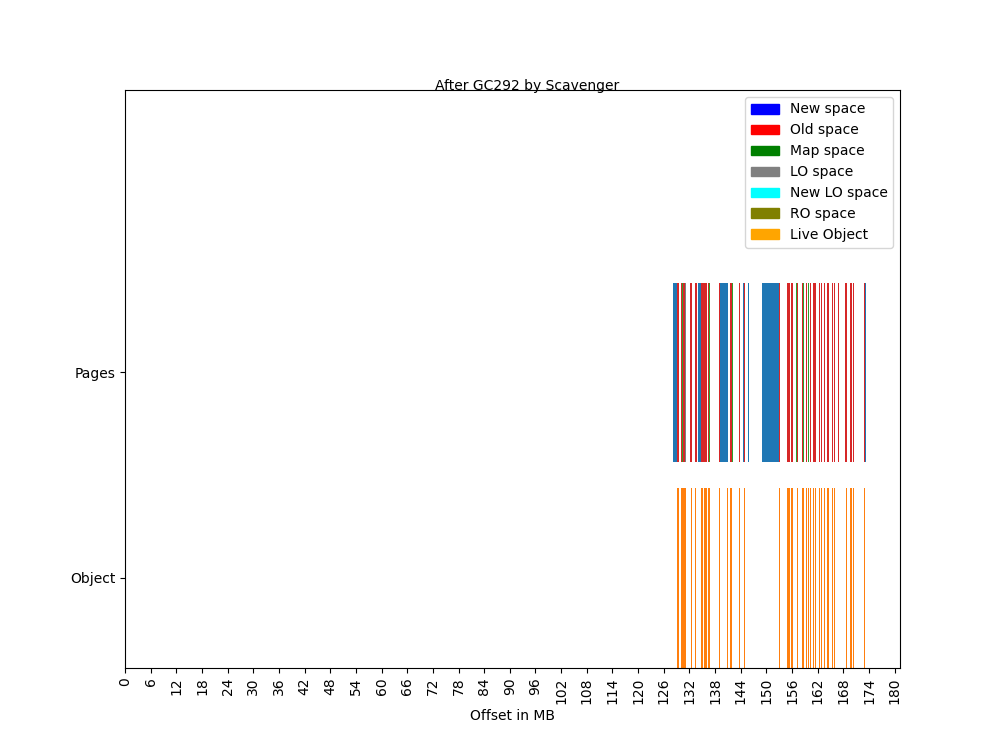 After GC292 by Scavenger
New space
Old space
Map space
LO space
New LO space
RO space
Live Object
Pages
Object
0 6 12 18 24 30 36 42 48 54 60 66 72 78 84 90 96 102 108 114 120 126 132 138 144 150 156 162 168 174 180
Offset in MB